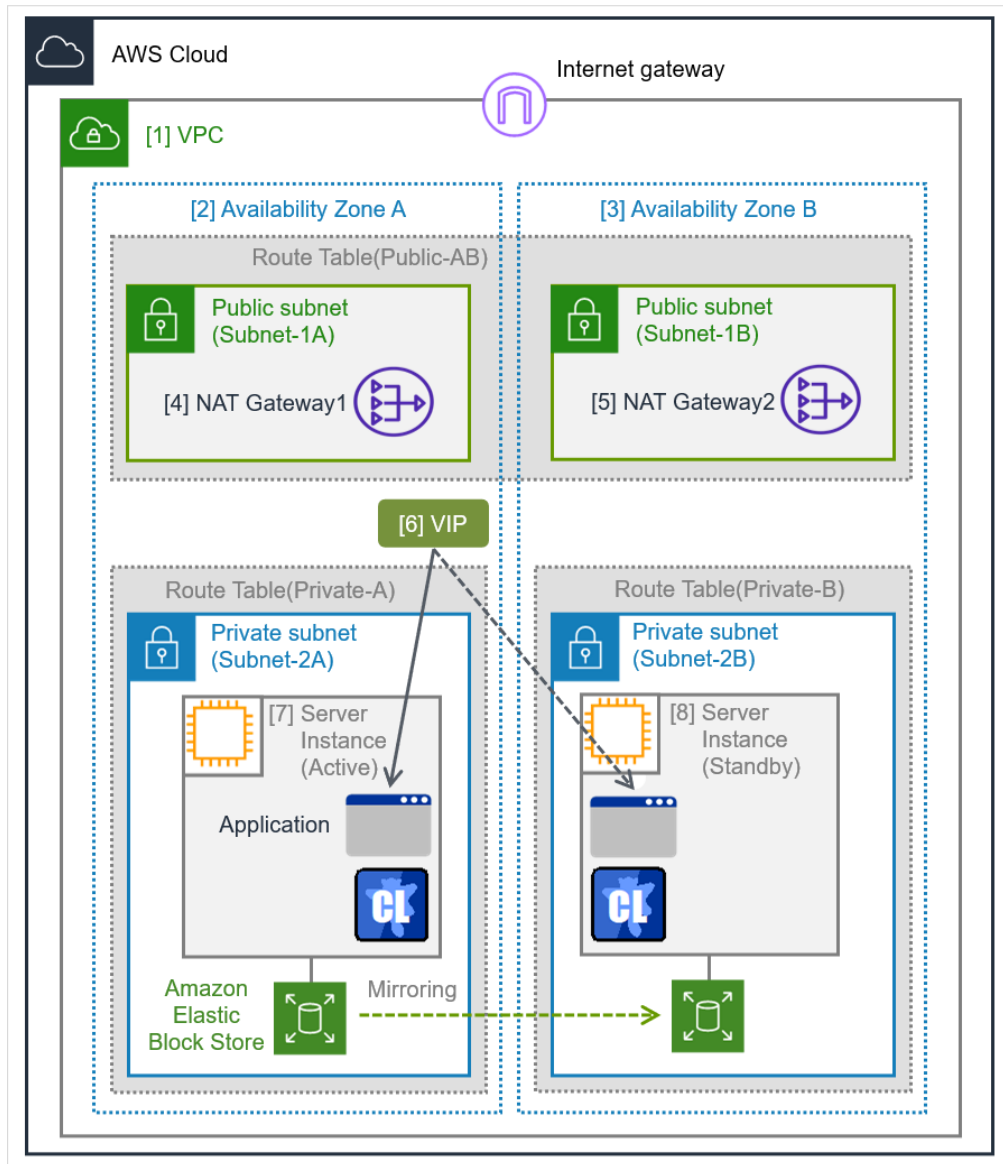 AWS Cloud
Internet gateway
[1] VPC
[2] Availability Zone A
[3] Availability Zone B
Route Table(Public-AB)
Public subnet
(Subnet-1A)
Public subnet
(Subnet-1B)
[4] NAT Gateway1
[5] NAT Gateway2
[6] VIP
Route Table(Private-A)
Route Table(Private-B)
Private subnet
(Subnet-2A)
Private subnet
(Subnet-2B)
[7] Server
Instance
(Active)
[8] Server
Instance
(Standby)
Application
CL
CL
Amazon
Elastic
Block Store
Mirroring